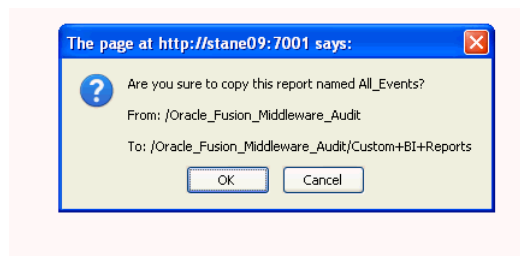 The page at http://stane09:7001 says:
Are you sure to copy this report named All_Events?
From: /Oracle_Fusion_Middleware_Audit
To: /Oracle_Fusion_Middleware_Audit/Custom+BI+Reports
OK Cancel